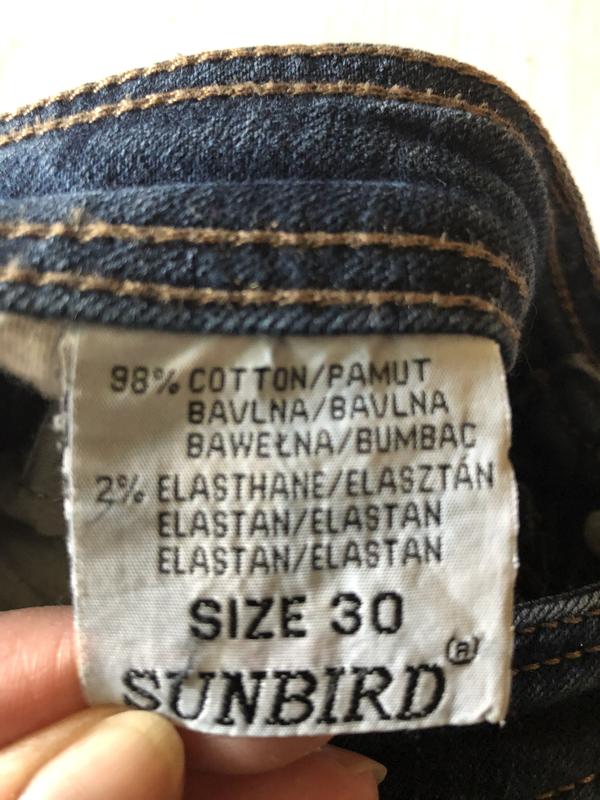 98% COTTON/PAMUT
BAVLNA/BAVLNA
BAWEŁNA/BUMBAC
2% ELASTHANE/ELASZTÁN
ELASTAN/ELASTAN
ELASTAN/ELASTAN
SIZE 30
SUNBIRD®